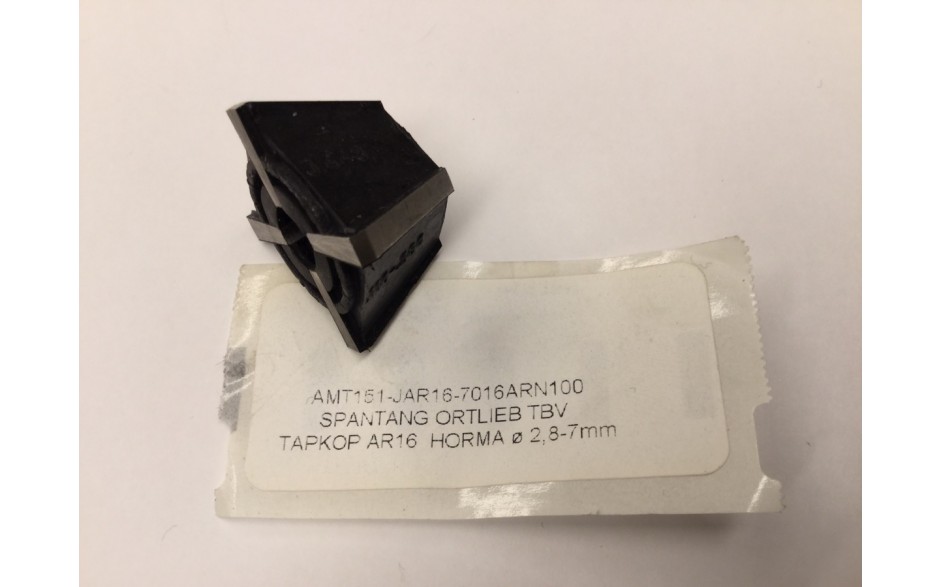 AMT151-JAR16-7016ARN100
SPANTANG ORTLIEB TBV
TAPKOP AR16 HORMA ø 2,8-7mm